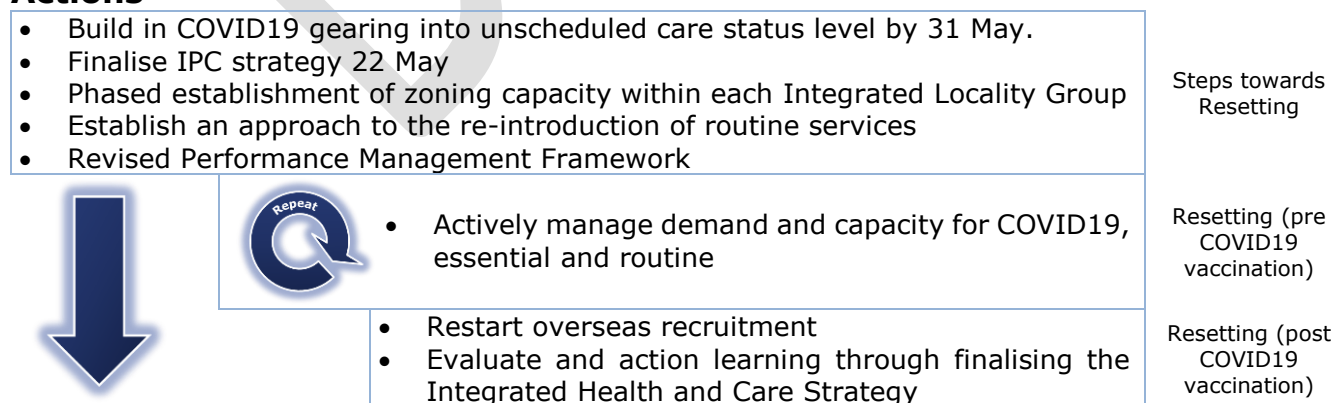 Actions
• Build in COVID19 gearing into unscheduled care status level by 31 May.
• Finalise IPC strategy 22 May
• Phased establishment of zoning capacity within each Integrated Locality Group
• Establish an approach to the re-introduction of routine services
• Revised Performance Management Framework
Steps towards
Resetting
Repeat
• Actively manage demand and capacity for COVID19,
essential and routine
Resetting (pre
COVID19
vaccination)
• Restart overseas recruitment
• Evaluate and action learning through finalising the
Integrated Health and Care Strategy
Resetting (post
COVID19
vaccination)